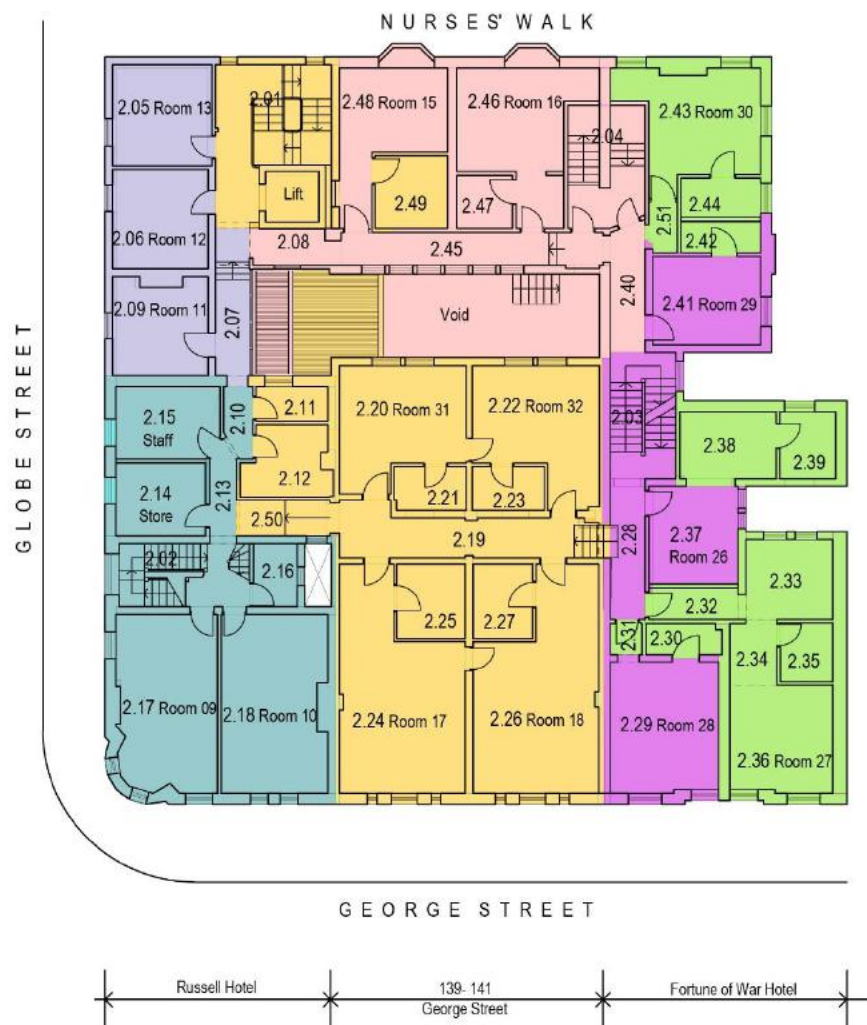 NURSES' WALK
2.05 Room 13
2.01
2.48 Room 15
2.46 Room 16
2.04
2.43 Room 30
Lift
2.49
2.47
2.44
2.06 Room 12
2.08
2.45
2.51
2.42
2.40
2.41 Room 29
2.09 Room 11
2.07
Void
GLOBE STREET
2.15
Staff
2.10
2.11
2.20 Room 31
2.22 Room 32
2.03
2.38
2.39
2.12
2.14
Store
2.13
2.21
2.23
2.50
2.19
2.28
2.37
Room 26
2.02
2.16
2.33
2.32
2.25
2.27
2.31
2.30
2.34
2.35
2.17 Room 09
2.18 Room 10
2.24 Room 17
2.26 Room 18
2.29 Room 28
2.36 Room 27
GEORGE STREET
Russell Hotel
139- 141
George Street
Fortune of War Hotel